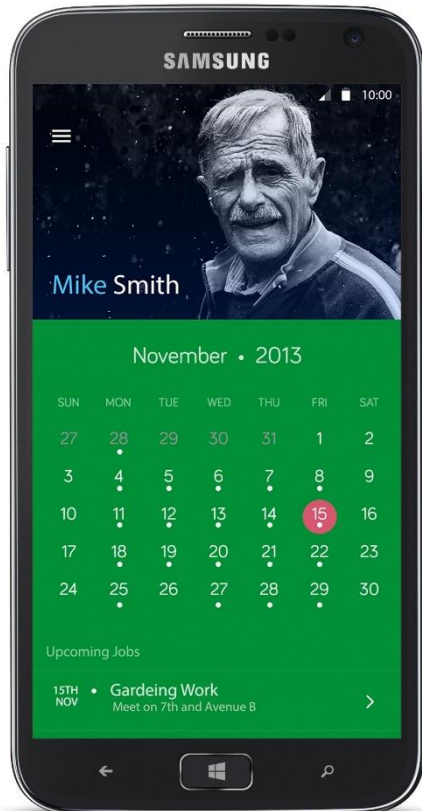 SAMSUNG
10:00
Mike Smith
November • 2013
SUN MON TUE WED THU FRI SAT
27 28 29 30 31 1 2
3 4 5 6 7 8 9
10 11 12 13 14 15 16
17 18 19 20 21 22 23
24 25 26 27 28 29 30
Upcoming Jobs
15TH • Gardeing Work
NOV Meet on 7th and Avenue B